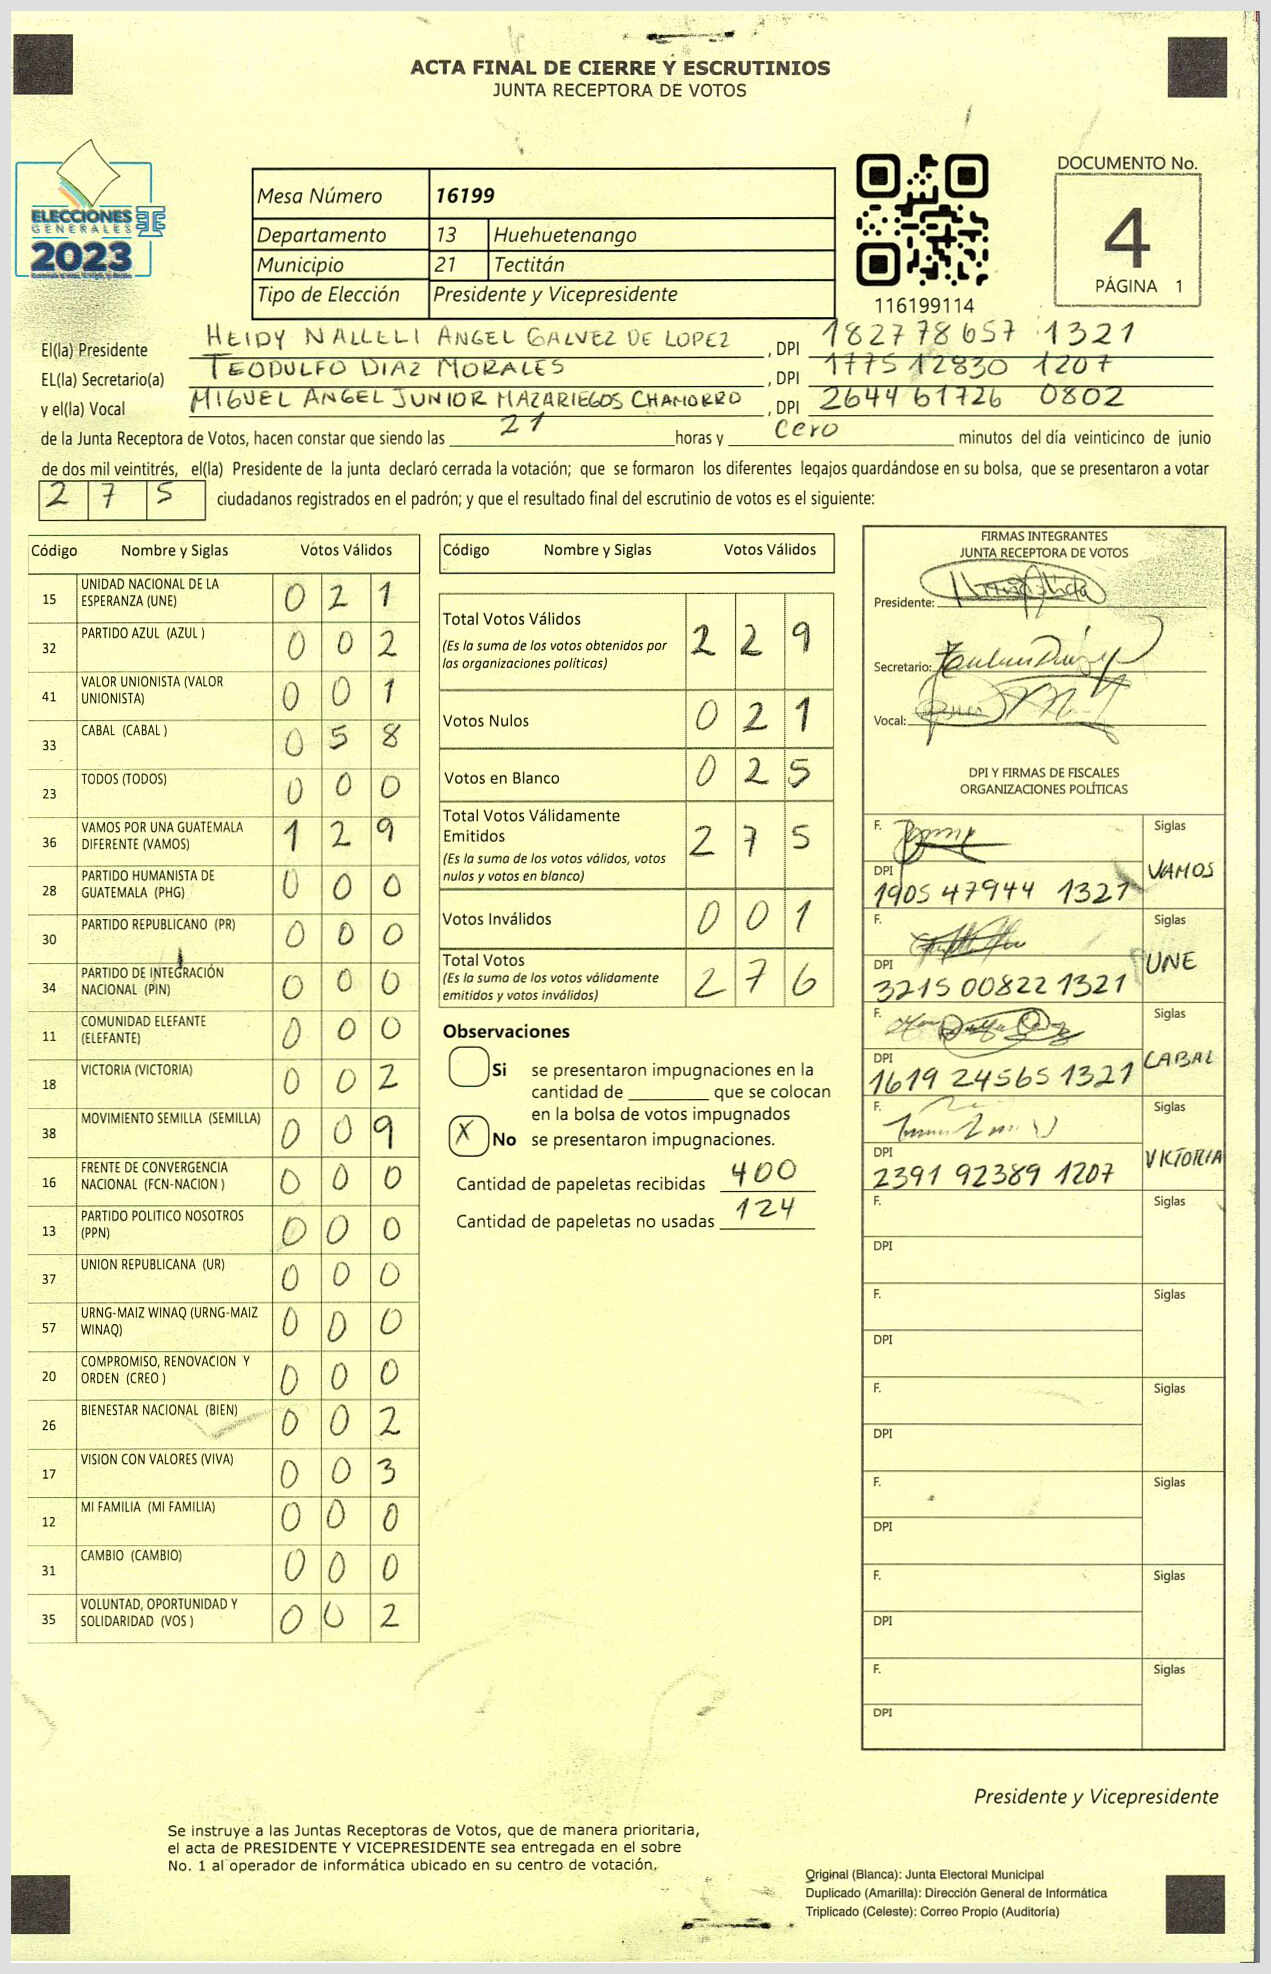 ACTA FINAL DE CIERRE Y ESCRUTINIOS
JUNTA RECEPTORA DE VOTOS
ELECCIONES
GENERALES
2023
Mesa Número 16199
Departamento 13 Huehuetenango
Municipio 21 Tectitán
Tipo de Elección Presidente y Vicepresidente
116199114
DOCUMENTO No.
4
PÁGINA 1
El(la) Presidente HEIDY NALLELI ANGEL GALVEZ DE LOPEZ , DPI 182778657 1321
EL(la) Secretario(a) TEODULFO DIAZ MORALES , DPI 177512830 1207
y el(la) Vocal MIGUEL ANGEL JUNIOR MAZARIEGOS CHAMORRO , DPI 264461726 0802
de la Junta Receptora de Votos, hacen constar que siendo las 21 horas y Cero minutos del día veinticinco de junio
de dos mil veintitrés, el(la) Presidente de la junta declaró cerrada la votación; que se formaron los diferentes legajos guardándose en su bolsa, que se presentaron a votar
2 7 5 ciudadanos registrados en el padrón; y que el resultado final del escrutinio de votos es el siguiente:
Código Nombre y Siglas Votos Válidos
15 UNIDAD NACIONAL DE LA ESPERANZA (UNE) 0 2 1
32 PARTIDO AZUL (AZUL ) 0 0 2
41 VALOR UNIONISTA (VALOR UNIONISTA) 0 0 1
33 CABAL (CABAL ) 0 5 8
23 TODOS (TODOS) 0 0 0
36 VAMOS POR UNA GUATEMALA DIFERENTE (VAMOS) 1 2 9
28 PARTIDO HUMANISTA DE GUATEMALA (PHG) 0 0 0
30 PARTIDO REPUBLICANO (PR) 0 0 0
34 PARTIDO DE INTEGRACIÓN NACIONAL (PIN) 0 0 0
11 COMUNIDAD ELEFANTE (ELEFANTE) 0 0 0
18 VICTORIA (VICTORIA) 0 0 2
38 MOVIMIENTO SEMILLA (SEMILLA) 0 0 9
16 FRENTE DE CONVERGENCIA NACIONAL (FCN-NACION ) 0 0 0
13 PARTIDO POLITICO NOSOTROS (PPN) 0 0 0
37 UNION REPUBLICANA (UR) 0 0 0
57 URNG-MAIZ WINAQ (URNG-MAIZ WINAQ) 0 0 0
20 COMPROMISO, RENOVACION Y ORDEN (CREO ) 0 0 0
26 BIENESTAR NACIONAL (BIEN) 0 0 2
17 VISION CON VALORES (VIVA) 0 0 3
12 MI FAMILIA (MI FAMILIA) 0 0 0
31 CAMBIO (CAMBIO) 0 0 0
35 VOLUNTAD, OPORTUNIDAD Y SOLIDARIDAD (VOS ) 0 0 2
Código Nombre y Siglas Votos Válidos
Total Votos Válidos 2 2 9
(Es la suma de los votos obtenidos por
las organizaciones políticas)
Votos Nulos 0 2 1
Votos en Blanco 0 2 5
Total Votos Válidamente
Emitidos 2 7 5
(Es la suma de los votos válidos, votos
nulos y votos en blanco)
Votos Inválidos 0 0 1
Total Votos 2 7 6
(Es la suma de los votos válidamente
emitidos y votos inválidos)
Observaciones
Si se presentaron impugnaciones en la
cantidad de ________ que se colocan
en la bolsa de votos impugnados
X No se presentaron impugnaciones.
Cantidad de papeletas recibidas 400
Cantidad de papeletas no usadas 124
FIRMAS INTEGRANTES
JUNTA RECEPTORA DE VOTOS
Presidente:
Secretario:
Vocal:
DPI Y FIRMAS DE FISCALES
ORGANIZACIONES POLÍTICAS
F. Siglas
DPI VAMOS
1905 47944 1321
F. Siglas
DPI UNE
3215 00822 1321
F. Siglas
DPI CABAL
1619 24565 1321
F. Siglas
DPI VICTORIA
2391 92389 1207
F. Siglas
DPI
F. Siglas
DPI
F. Siglas
DPI
F. Siglas
DPI
F. Siglas
DPI
F. Siglas
DPI
Presidente y Vicepresidente
Se instruye a las Juntas Receptoras de Votos, que de manera prioritaria,
el acta de PRESIDENTE Y VICEPRESIDENTE sea entregada en el sobre
No. 1 al operador de informática ubicado en su centro de votación.
Original (Blanca): Junta Electoral Municipal
Duplicado (Amarilla): Dirección General de Informática
Triplicado (Celeste): Correo Propio (Auditoría)